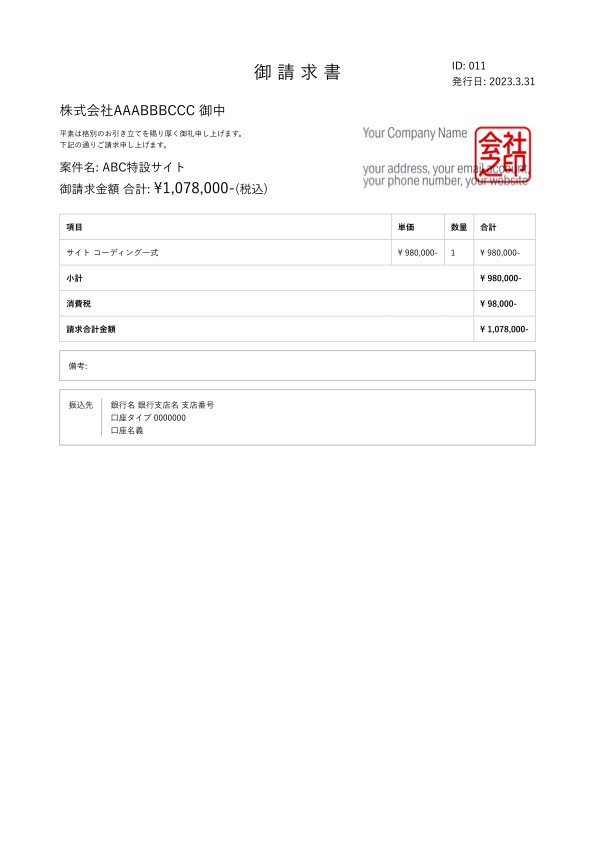 御請求書
ID: 011
発行日: 2023.3.31
株式会社AAABBBCCC 御中
平素は格別のお引き立てを賜り厚く御礼申し上げます。
下記の通りご請求申し上げます。
Your Company Name
会社之印
your address, your email account,
your phone number, your website
案件名: ABC特設サイト
御請求金額 合計: ¥1,078,000-(税込)
項目 単価 数量 合計
サイト コーディング一式 ¥ 980,000- 1 ¥ 980,000-
小計 ¥ 980,000-
消費税 ¥ 98,000-
請求合計金額 ¥ 1,078,000-
備考:
振込先 銀行名 銀行支店名 支店番号
口座タイプ 0000000
口座名義